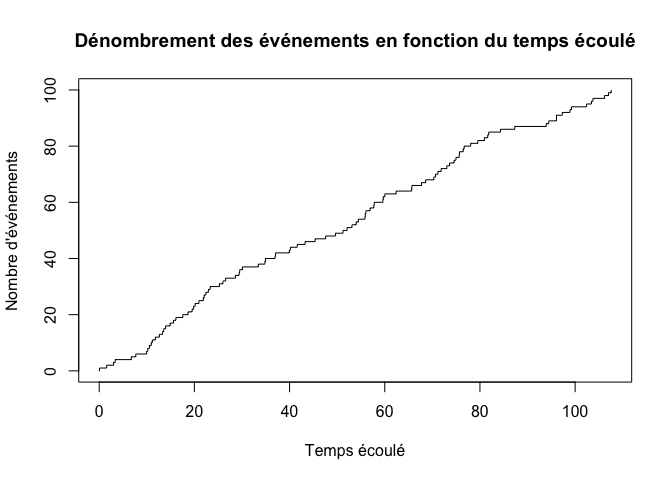 Dénombrement des événements en fonction du temps écoulé
Nombre d'événements
100
80
60
40
20
0
0 20 40 60 80 100
Temps écoulé